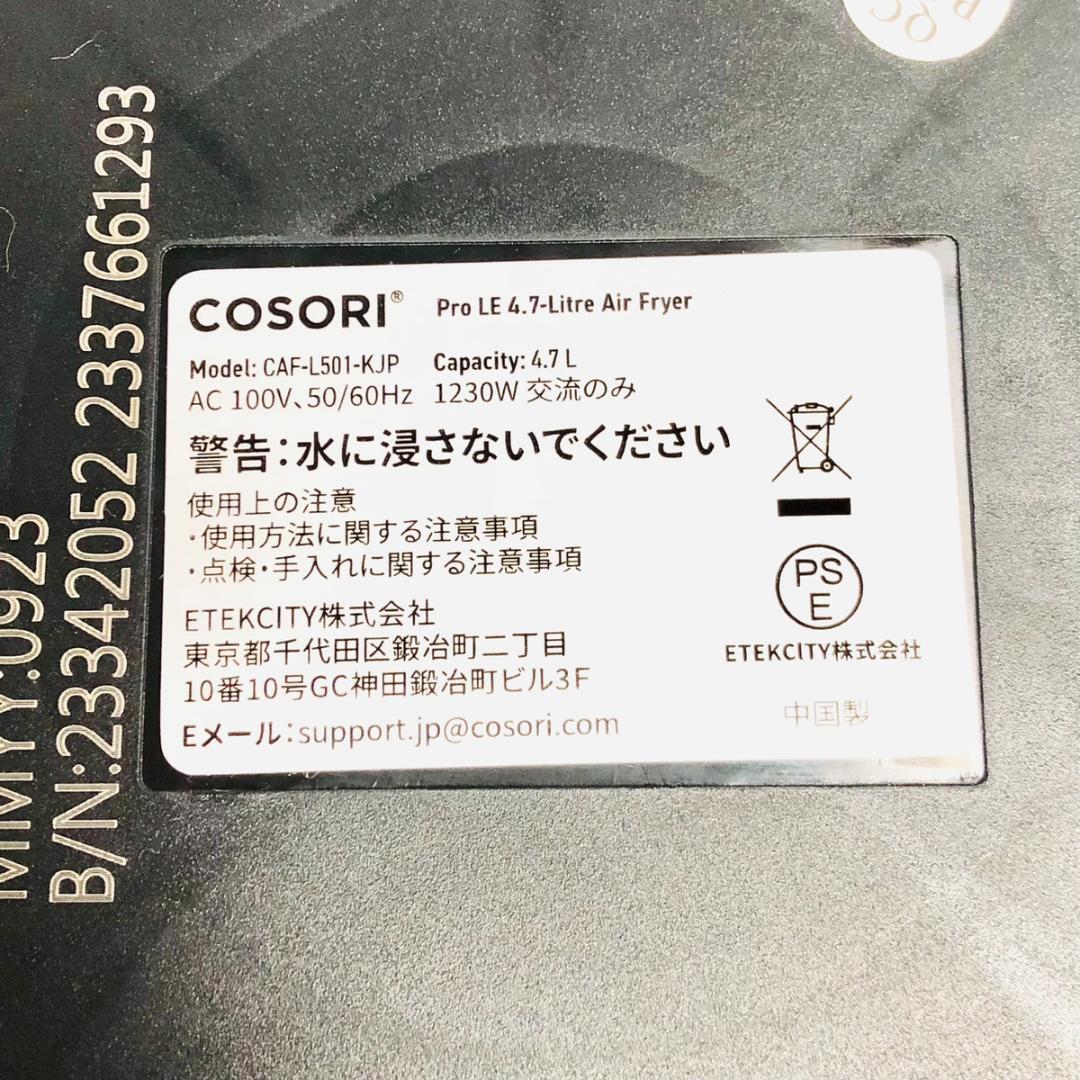 COSORI® Pro LE 4.7-Litre Air Fryer
Model: CAF-L501-KJP Capacity: 4.7 L
AC 100V、50/60Hz 1230W 交流のみ
警告：水に浸さないでください
使用上の注意
・使用方法に関する注意事項
・点検・手入れに関する注意事項
ETEKCITY株式会社
東京都千代田区鍛冶町二丁目
10番10号GC神田鍛冶町ビル3F
Eメール：support.jp@cosori.com
PS
E
ETEKCITY株式会社
中国製
MMYY:0923
B/N:23342052 2337661293
QC